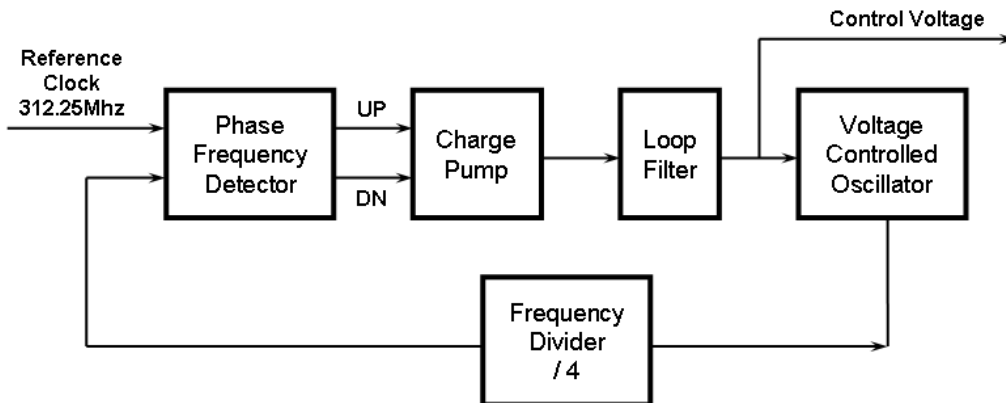 Control Voltage
Reference
Clock
312.25Mhz
Phase
Frequency
Detector
UP
DN
Charge
Pump
Loop
Filter
Voltage
Controlled
Oscillator
Frequency
Divider
/ 4